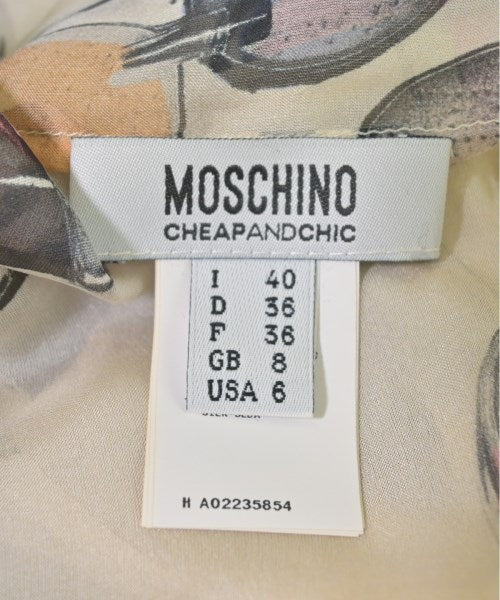 MOSCHINO
CHEAPANDCHIC
I 40
D 36
F 36
GB 8
USA 6
H A02235854